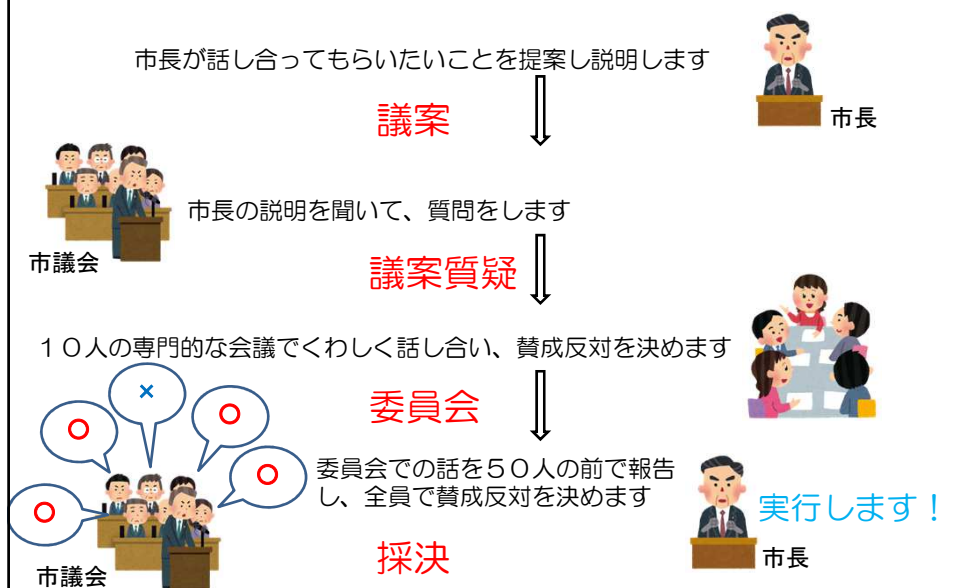 市長が話し合ってもらいたいことを提案し説明します
市長
議案
市長の説明を聞いて、質問をします
市議会
議案質疑
１０人の専門的な会議でくわしく話し合い、賛成反対を決めます
×
○
○
委員会
○
○
委員会での話を５０人の前で報告
し、全員で賛成反対を決めます
実行します！
採決
市長
市議会